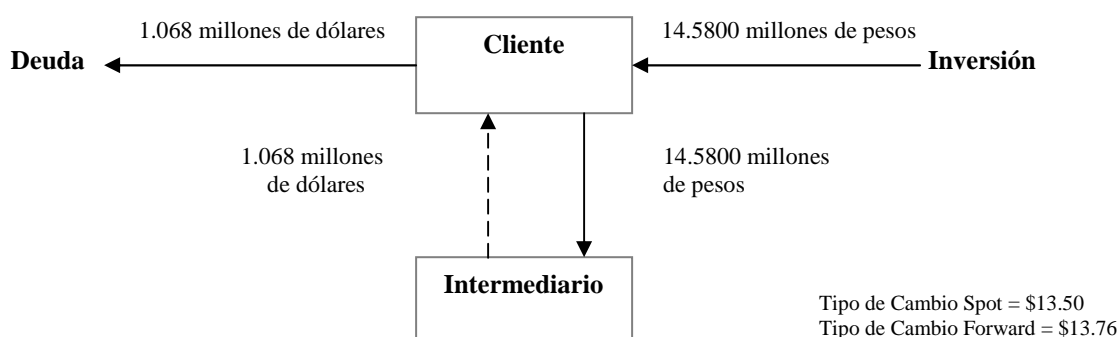 1.068 millones de dólares
Cliente
14.5800 millones de pesos
Deuda
Inversión
1.068 millones
de dólares
14.5800 millones
de pesos
Intermediario
Tipo de Cambio Spot = $13.50
Tipo de Cambio Forward = $13.76